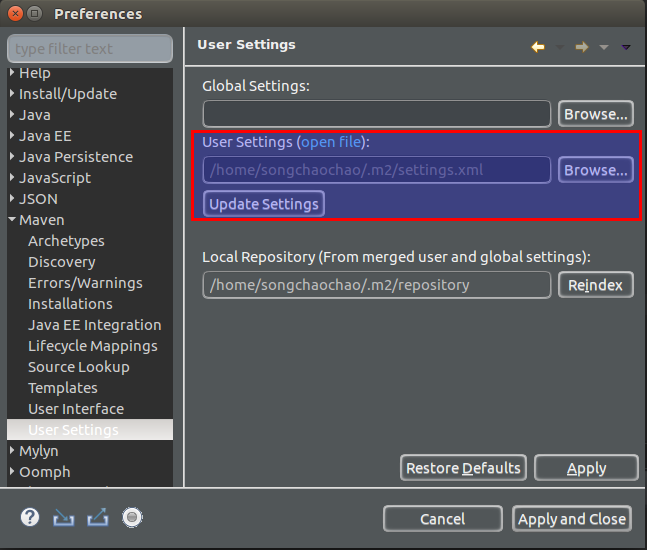 Preferences
type filter text
Help
Install/Update
Java
Java EE
Java Persistence
JavaScript
JSON
Maven
Archetypes
Discovery
Errors/Warnings
Installations
Java EE Integration
Lifecycle Mappings
Source Lookup
Templates
User Interface
User Settings
Mylyn
Oomph
User Settings
Global Settings:
Browse...
User Settings (open file):
/home/songchaochao/.m2/settings.xml
Browse...
Update Settings
Local Repository (From merged user and global settings):
/home/songchaochao/.m2/repository
Reindex
Restore Defaults
Apply
Cancel
Apply and Close